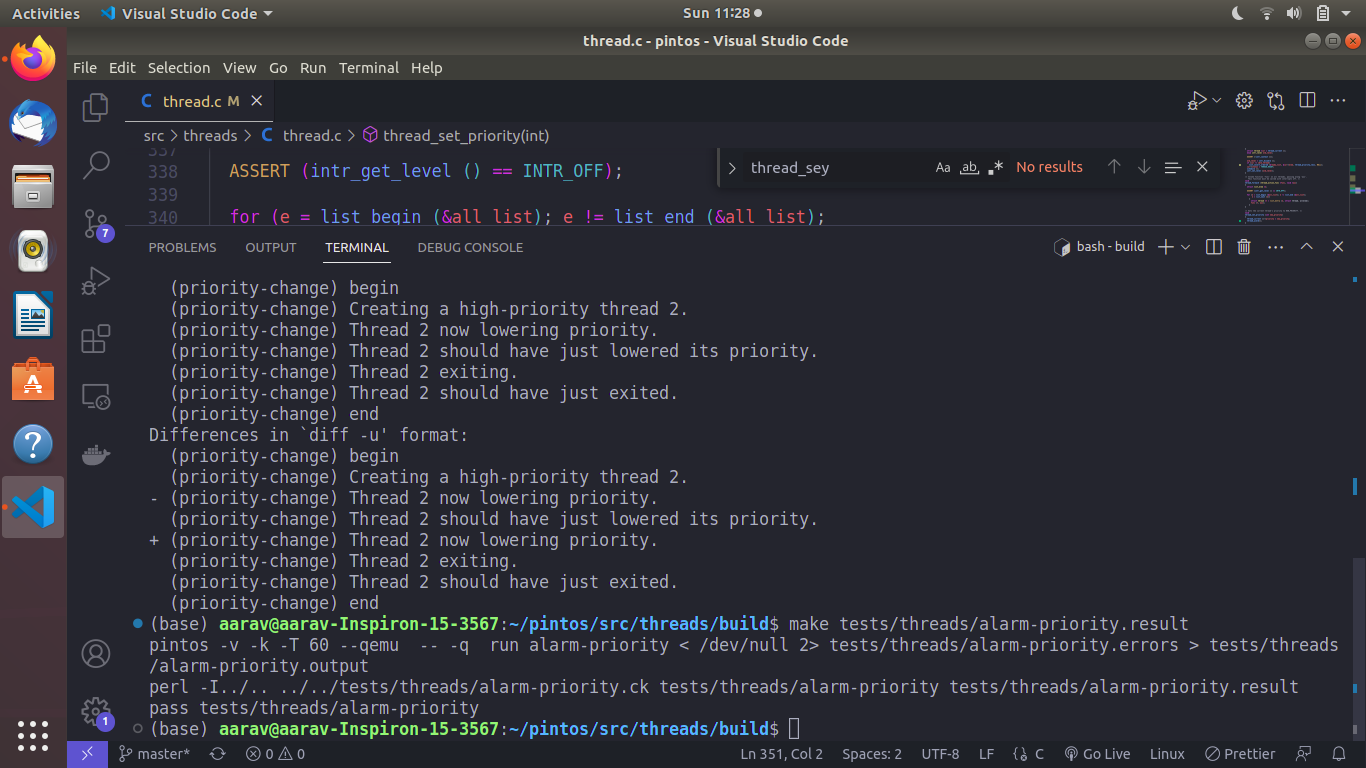 Activities Visual Studio Code Sun 11:28
thread.c - pintos - Visual Studio Code
File Edit Selection View Go Run Terminal Help
C thread.c M
src > threads > C thread.c > thread_set_priority(int)
337
338 ASSERT (intr_get_level () == INTR_OFF);
thread_sey Aa ab .* No results
339
340 for (e = list_begin (&all_list); e != list_end (&all_list);
7
PROBLEMS OUTPUT TERMINAL DEBUG CONSOLE bash - build
(priority-change) begin
(priority-change) Creating a high-priority thread 2.
(priority-change) Thread 2 now lowering priority.
(priority-change) Thread 2 should have just lowered its priority.
(priority-change) Thread 2 exiting.
(priority-change) Thread 2 should have just exited.
(priority-change) end
Differences in `diff -u' format:
(priority-change) begin
(priority-change) Creating a high-priority thread 2.
- (priority-change) Thread 2 now lowering priority.
(priority-change) Thread 2 should have just lowered its priority.
+ (priority-change) Thread 2 now lowering priority.
(priority-change) Thread 2 exiting.
(priority-change) Thread 2 should have just exited.
(priority-change) end
(base) aarav@aarav-Inspiron-15-3567:~/pintos/src/threads/build$ make tests/threads/alarm-priority.result
pintos -v -k -T 60 --qemu  -- -q  run alarm-priority < /dev/null 2> tests/threads/alarm-priority.errors > tests/threads
/alarm-priority.output
perl -I../.. ../../tests/threads/alarm-priority.ck tests/threads/alarm-priority tests/threads/alarm-priority.result
pass tests/threads/alarm-priority
(base) aarav@aarav-Inspiron-15-3567:~/pintos/src/threads/build$
1
master* 0 0 Ln 351, Col 2 Spaces: 2 UTF-8 LF {} C Go Live Linux Prettier